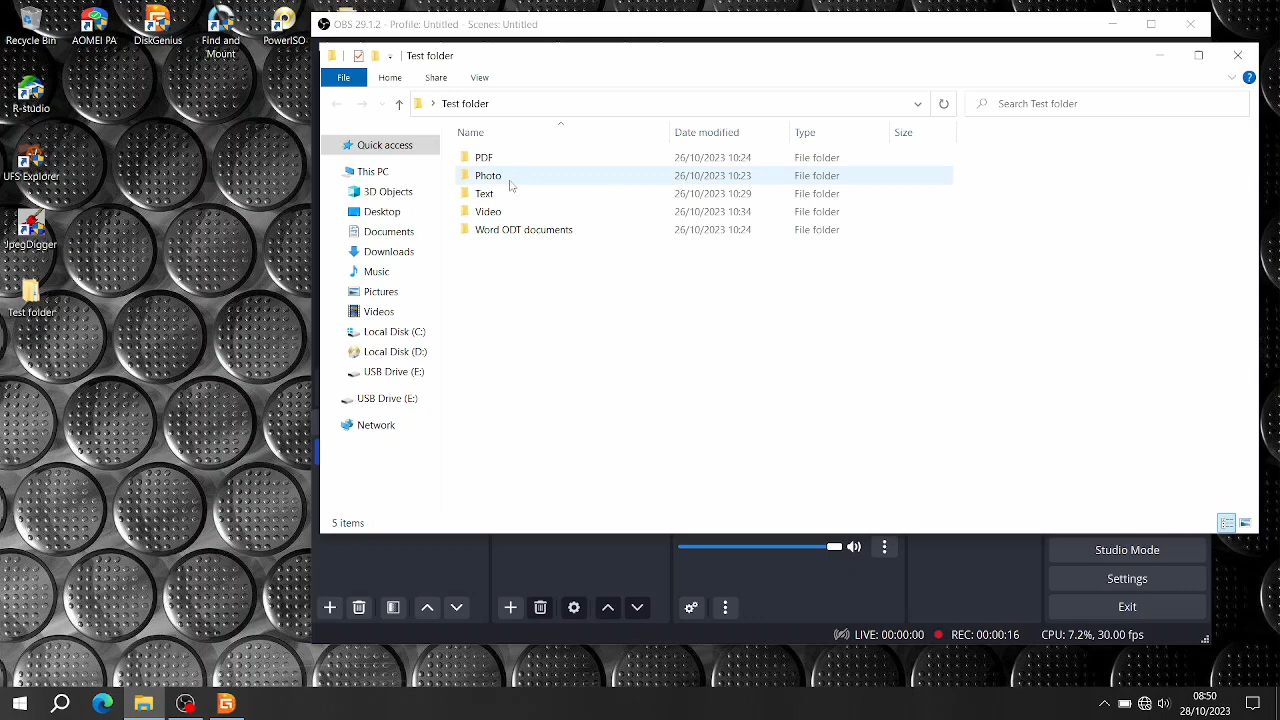 OBS 29.1.2 - Profile: Untitled - Scenes: Untitled
Recycle Bin
AOMEI PA
DiskGenius
Find and Mount
PowerISO
R-studio
UFS Explorer
JpegDigger
Test folder
Test folder
File Home Share View
Test folder
Search Test folder
Name Date modified Type Size
PDF 26/10/2023 10:24 File folder
Photo 26/10/2023 10:23 File folder
Text 26/10/2023 10:29 File folder
Video 26/10/2023 10:34 File folder
Word ODT documents 26/10/2023 10:24 File folder
Quick access
This PC
3D Objects
Desktop
Documents
Downloads
Music
Pictures
Videos
Local Disk (C:)
Local Disk (D:)
USB Drive (E:)
USB Drive (E:)
Network
5 items
Studio Mode
Settings
Exit
LIVE: 00:00:00 REC: 00:00:16 CPU: 7.2%, 30.00 fps
08:50
28/10/2023